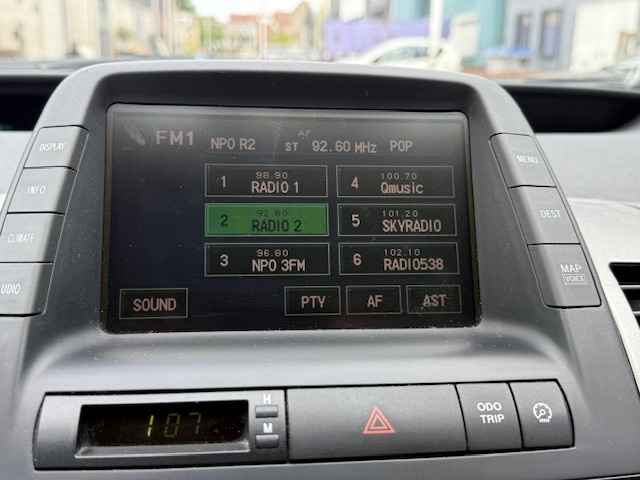 DISPLAY
INFO
CLIMATE
UDIO
FM1 NPO R2 AF ST 92.60 MHz POP
1 98.90 RADIO 1
2 92.60 RADIO 2
3 96.80 NPO 3FM
4 100.70 Qmusic
5 101.20 SKYRADIO
6 102.10 RADIO538
SOUND PTY AF AST
MENU
DEST
MAP
VOICE
1:07
H
M
ODO
TRIP